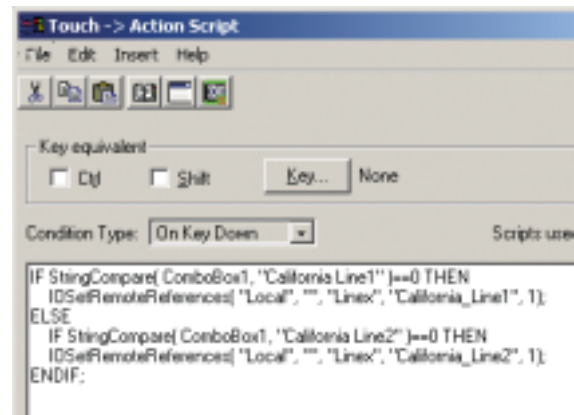 Touch -> Action Script
File Edit Insert Help
Key equivalent
Ctrl Shift Key... None
Condition Type: On Key Down Scripts used
IF StringCompare( ComboBox1, "California Line1" )==0 THEN
IOSetRemoteReferences( "Local", "", "Linex", "California_Line1", 1);
ELSE
IF StringCompare( ComboBox1, "California Line2" )==0 THEN
IOSetRemoteReferences( "Local", "", "Linex", "California_Line2", 1);
ENDIF;